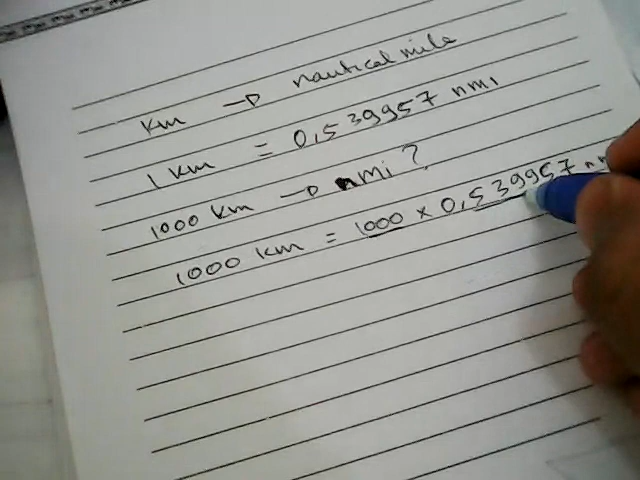 km → nautical mile
1 km = 0,539957 nmi
1000 km → nmi?
1000 km = 1000 × 0,539957